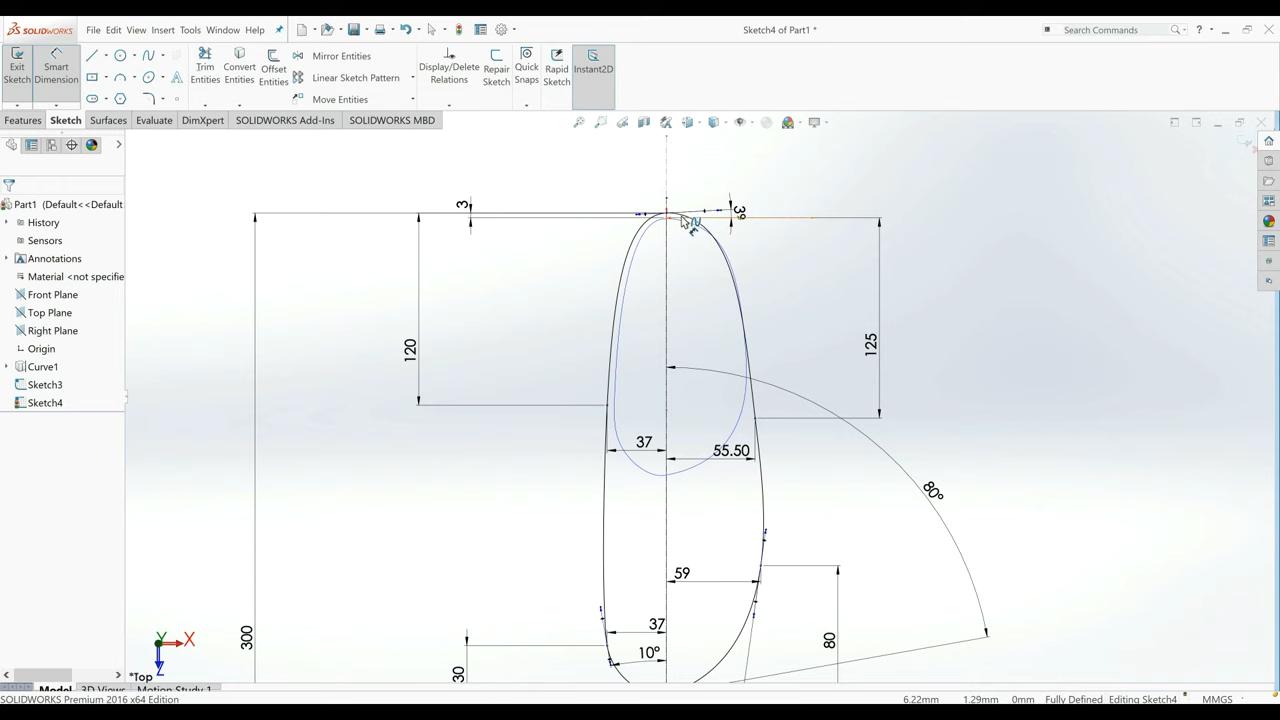 SOLIDWORKS
File Edit View Insert Tools Window Help
Sketch4 of Part1 *
Search Commands
Exit Sketch
Smart Dimension
Trim Entities
Convert Entities
Offset Entities
Mirror Entities
Linear Sketch Pattern
Move Entities
Display/Delete Relations
Repair Sketch
Quick Snaps
Rapid Sketch
Instant2D
Features Sketch Surfaces Evaluate DimXpert SOLIDWORKS Add-Ins SOLIDWORKS MBD
Part1 (Default<<Default
History
Sensors
Annotations
Material <not specifie
Front Plane
Top Plane
Right Plane
Origin
Curve1
Sketch3
Sketch4
3
120
125
37
55.50
80°
59
300
37
80
10°
30
Y
X
Z
*Top
Model 3D Views Motion Study 1
SOLIDWORKS Premium 2016 x64 Edition
6.22mm 1.29mm 0mm Fully Defined Editing Sketch4 MMGS